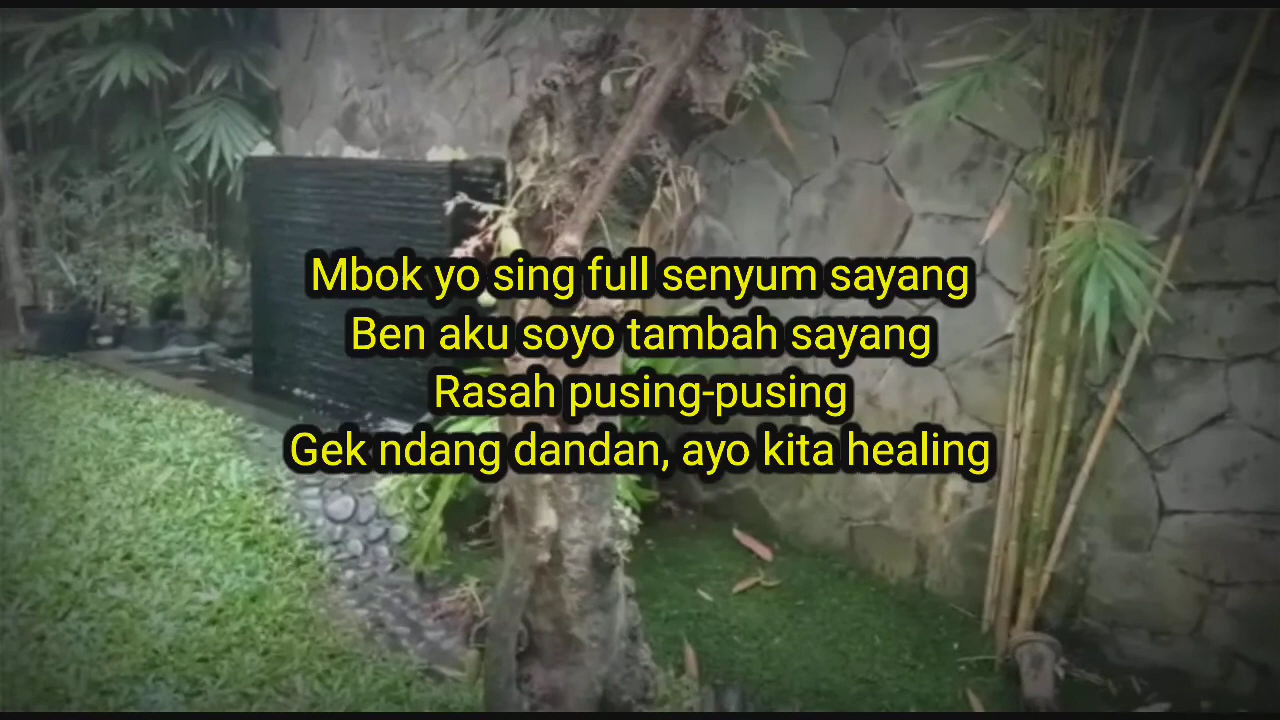 Mbok yo sing full senyum sayang
Ben aku soyo tambah sayang
Rasah pusing-pusing
Gek ndang dandan, ayo kita healing